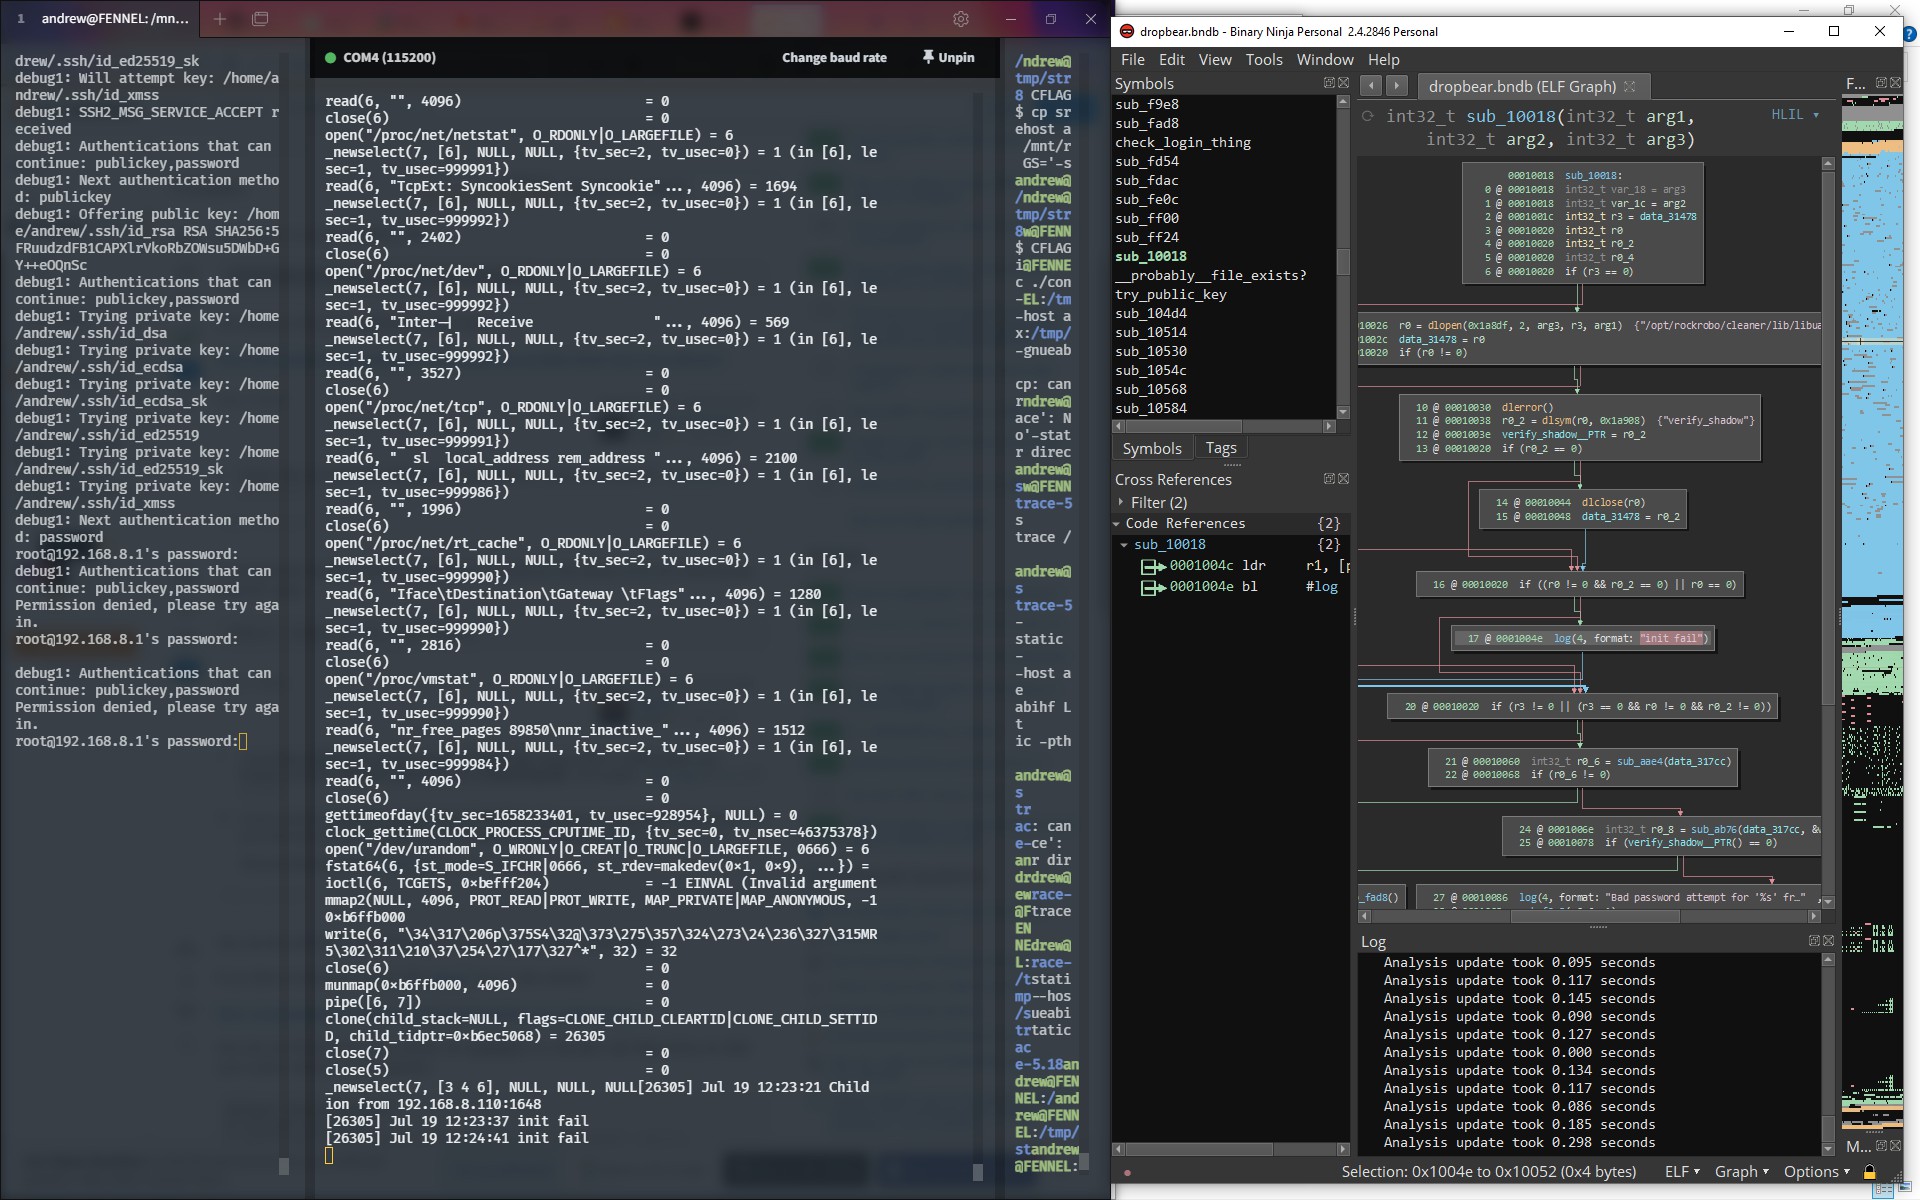 1 andrew@FENNEL: /mn...
drew/.ssh/id_ed25519_sk
debug1: Will attempt key: /home/a
ndrew/.ssh/id_xmss
debug1: SSH2_MSG_SERVICE_ACCEPT r
eceived
debug1: Authentications that can
continue: publickey,password
debug1: Next authentication metho
d: publickey
debug1: Offering public key: /hom
e/andrew/.ssh/id_rsa RSA SHA256:5
FRuudzdFB1CAPXlrVkoRbZOWsu5DWbD+G
Y++eOQnSc
debug1: Authentications that can
continue: publickey,password
debug1: Trying private key: /home
/andrew/.ssh/id_dsa
debug1: Trying private key: /home
/andrew/.ssh/id_ecdsa
debug1: Trying private key: /home
/andrew/.ssh/id_ecdsa_sk
debug1: Trying private key: /home
/andrew/.ssh/id_ed25519
debug1: Trying private key: /home
/andrew/.ssh/id_ed25519_sk
debug1: Trying private key: /home
/andrew/.ssh/id_xmss
debug1: Next authentication metho
d: password
root@192.168.8.1's password:
debug1: Authentications that can
continue: publickey,password
Permission denied, please try aga
in.
root@192.168.8.1's password:
debug1: Authentications that can
continue: publickey,password
Permission denied, please try aga
in.
root@192.168.8.1's password:
COM4 (115200) Change baud rate Unpin
read(6, "", 4096) = 0
close(6) = 0
open("/proc/net/netstat", O_RDONLY|O_LARGEFILE) = 6
_newselect(7, [6], NULL, NULL, {tv_sec=2, tv_usec=0}) = 1 (in [6], le
sec=1, tv_usec=999991})
read(6, "TcpExt: SyncookiesSent Syncookie"..., 4096) = 1694
_newselect(7, [6], NULL, NULL, {tv_sec=2, tv_usec=0}) = 1 (in [6], le
sec=1, tv_usec=999992})
read(6, "", 2402) = 0
close(6) = 0
open("/proc/net/dev", O_RDONLY|O_LARGEFILE) = 6
_newselect(7, [6], NULL, NULL, {tv_sec=2, tv_usec=0}) = 1 (in [6], le
sec=1, tv_usec=999992})
read(6, "Inter-|   Receive "..., 4096) = 569
_newselect(7, [6], NULL, NULL, {tv_sec=2, tv_usec=0}) = 1 (in [6], le
sec=1, tv_usec=999992})
read(6, "", 3527) = 0
close(6) = 0
open("/proc/net/tcp", O_RDONLY|O_LARGEFILE) = 6
_newselect(7, [6], NULL, NULL, {tv_sec=2, tv_usec=0}) = 1 (in [6], le
sec=1, tv_usec=999991})
read(6, "  sl  local_address rem_address "..., 4096) = 2100
_newselect(7, [6], NULL, NULL, {tv_sec=2, tv_usec=0}) = 1 (in [6], le
sec=1, tv_usec=999986})
read(6, "", 1996) = 0
close(6) = 0
open("/proc/net/rt_cache", O_RDONLY|O_LARGEFILE) = 6
_newselect(7, [6], NULL, NULL, {tv_sec=2, tv_usec=0}) = 1 (in [6], le
sec=1, tv_usec=999990})
read(6, "Iface\tDestination\tGateway \tFlags"..., 4096) = 1280
_newselect(7, [6], NULL, NULL, {tv_sec=2, tv_usec=0}) = 1 (in [6], le
sec=1, tv_usec=999990})
read(6, "", 2816) = 0
close(6) = 0
open("/proc/vmstat", O_RDONLY|O_LARGEFILE) = 6
_newselect(7, [6], NULL, NULL, {tv_sec=2, tv_usec=0}) = 1 (in [6], le
sec=1, tv_usec=999990})
read(6, "nr_free_pages 89850\nnr_inactive_"..., 4096) = 1512
_newselect(7, [6], NULL, NULL, {tv_sec=2, tv_usec=0}) = 1 (in [6], le
sec=1, tv_usec=999984})
read(6, "", 4096) = 0
close(6) = 0
gettimeofday({tv_sec=1658233401, tv_usec=928954}, NULL) = 0
clock_gettime(CLOCK_PROCESS_CPUTIME_ID, {tv_sec=0, tv_nsec=46375378})
open("/dev/urandom", O_WRONLY|O_CREAT|O_TRUNC|O_LARGEFILE, 0666) = 6
fstat64(6, {st_mode=S_IFCHR|0666, st_rdev=makedev(0×1, 0×9), ...}) =
ioctl(6, TCGETS, 0×befff204) = -1 EINVAL (Invalid argument
mmap2(NULL, 4096, PROT_READ|PROT_WRITE, MAP_PRIVATE|MAP_ANONYMOUS, -1
0×b6ffb000
write(6, "\34\317\206p\375S4\32@\373\275\357\324\273\24\236\327\315MR
5\302\311\210\37\254\27\177\327^*", 32) = 32
close(6) = 0
munmap(0×b6ffb000, 4096) = 0
pipe([6, 7]) = 0
clone(child_stack=NULL, flags=CLONE_CHILD_CLEARTID|CLONE_CHILD_SETTID
D, child_tidptr=0×b6ec5068) = 26305
close(7) = 0
close(5) = 0
_newselect(7, [3 4 6], NULL, NULL, NULL[26305] Jul 19 12:23:21 Child
ion from 192.168.8.110:1648
[26305] Jul 19 12:23:37 init fail
[26305] Jul 19 12:24:41 init fail
/ndrew@
tmp/str
8 CFLAG
$ cp sr
ehost a
/mnt/r
GS='-s
andrew@
/ndrew@
tmp/str
8w@FENN
$ CFLAG
i@FENNE
c ./con
-EL:/tm
-host a
x:/tmp/
-gnueab
cp: can
rndrew@
ace': N
o'-stat
r direc
andrew@
sw@FENN
trace-5
s
trace /
andrew@
s
trace-5
-
static
-
-host a
e
abihf L
t
ic -pth
andrew@
s
tr
ac: can
e-ce':
anr dir
drdrew@
ewrace-
@Ftrace
EN
NEdrew@
L:race-
/tstati
mp--hos
/sueabi
trtatic
ac
e-5.18an
drew@FEN
NEL:/and
rew@FENN
EL:/tmp/
standrew
@FENNEL:
dropbear.bndb - Binary Ninja Personal 2.4.2846 Personal
File Edit View Tools Window Help
Symbols
sub_f9e8
sub_fad8
check_login_thing
sub_fd54
sub_fdac
sub_fe0c
sub_ff00
sub_ff24
sub_10018
__probably__file_exists?
try_public_key
sub_104d4
sub_10514
sub_10530
sub_1054c
sub_10568
sub_10584
Symbols Tags
Cross References
Filter (2)
Code References {2}
sub_10018 {2}
0001004c ldr r1, [p
0001004e bl #log
dropbear.bndb (ELF Graph)
int32_t sub_10018(int32_t arg1,
int32_t arg2, int32_t arg3)
HLIL
00010018 sub_10018:
0 @ 00010018 int32_t var_18 = arg3
1 @ 00010018 int32_t var_1c = arg2
2 @ 0001001c int32_t r3 = data_31478
3 @ 00010020 int32_t r0
4 @ 00010020 int32_t r0_2
5 @ 00010020 int32_t r0_4
6 @ 00010020 if (r3 == 0)
10026 r0 = dlopen(0x1a8df, 2, arg3, r3, arg1) {"/opt/rockrobo/cleaner/lib/libua
1002c data_31478 = r0
10020 if (r0 != 0)
10 @ 00010030 dlerror()
11 @ 00010038 r0_2 = dlsym(r0, 0x1a908) {"verify_shadow"}
12 @ 0001003e verify_shadow__PTR = r0_2
13 @ 00010020 if (r0_2 == 0)
14 @ 00010044 dlclose(r0)
15 @ 00010048 data_31478 = r0_2
16 @ 00010020 if ((r0 != 0 && r0_2 == 0) || r0 == 0)
17 @ 0001004e log(4, format: "init fail")
20 @ 00010020 if (r3 != 0 || (r3 == 0 && r0 != 0 && r0_2 != 0))
21 @ 00010060 int32_t r0_6 = sub_aae4(data_317cc)
22 @ 00010068 if (r0_6 != 0)
24 @ 0001006e int32_t r0_8 = sub_ab76(data_317cc, &v
25 @ 00010078 if (verify_shadow__PTR() == 0)
_fad8()
27 @ 00010086 log(4, format: "Bad password attempt for '%s' fr…"
Log
Analysis update took 0.095 seconds
Analysis update took 0.117 seconds
Analysis update took 0.145 seconds
Analysis update took 0.090 seconds
Analysis update took 0.127 seconds
Analysis update took 0.000 seconds
Analysis update took 0.134 seconds
Analysis update took 0.117 seconds
Analysis update took 0.086 seconds
Analysis update took 0.185 seconds
Analysis update took 0.298 seconds
Selection: 0x1004e to 0x10052 (0x4 bytes) ELF Graph Options
F...
M...